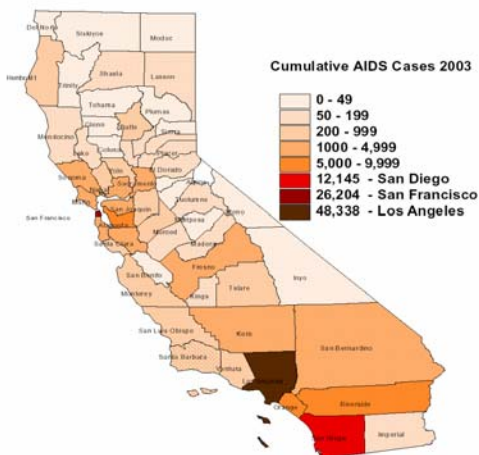 Del Norte
Siskiyou
Modoc
Humboldt
Trinity
Shasta
Lassen
Tehama
Plumas
Glenn
Butte
Sierra
Mendocino
Lake
Colusa
Placer
Sonoma
Yolo
El Dorado
Alpine
Sacramento
San Francisco
San Joaquin
Tuolumne
Mono
Mariposa
Santa Clara
Merced
Madera
San Benito
Fresno
Inyo
Monterey
Kings
Tulare
San Luis Obispo
Kern
San Bernardino
Santa Barbara
Ventura
Los Angeles
Orange
Riverside
San Diego
Imperial
Cumulative AIDS Cases 2003
0 - 49
50 - 199
200 - 999
1000 - 4,999
5,000 - 9,999
12,145 - San Diego
26,204 - San Francisco
48,338 - Los Angeles